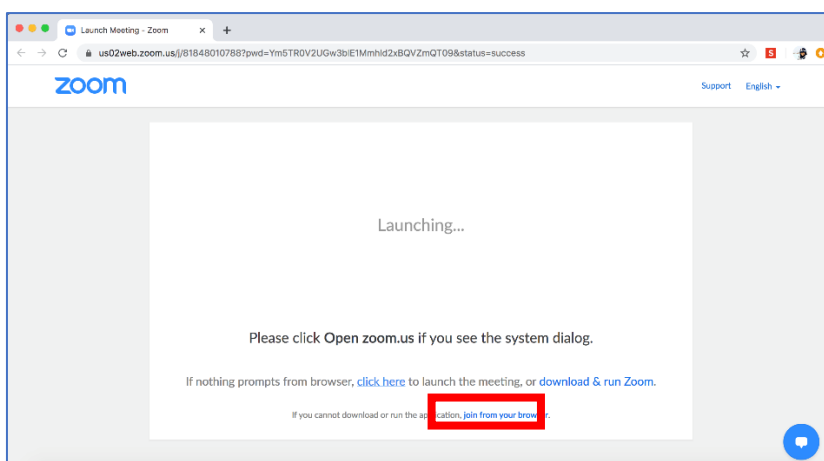 Launch Meeting - Zoom
us02web.zoom.us/j/81848010788?pwd=Ym5TR0V2UGw3blE1Mmhld2xBQVZmQT09&status=success
S
zoom
Support English
Launching...
Please click Open zoom.us if you see the system dialog.
If nothing prompts from browser, click here to launch the meeting, or download & run Zoom.
If you cannot download or run the application, join from your browser.